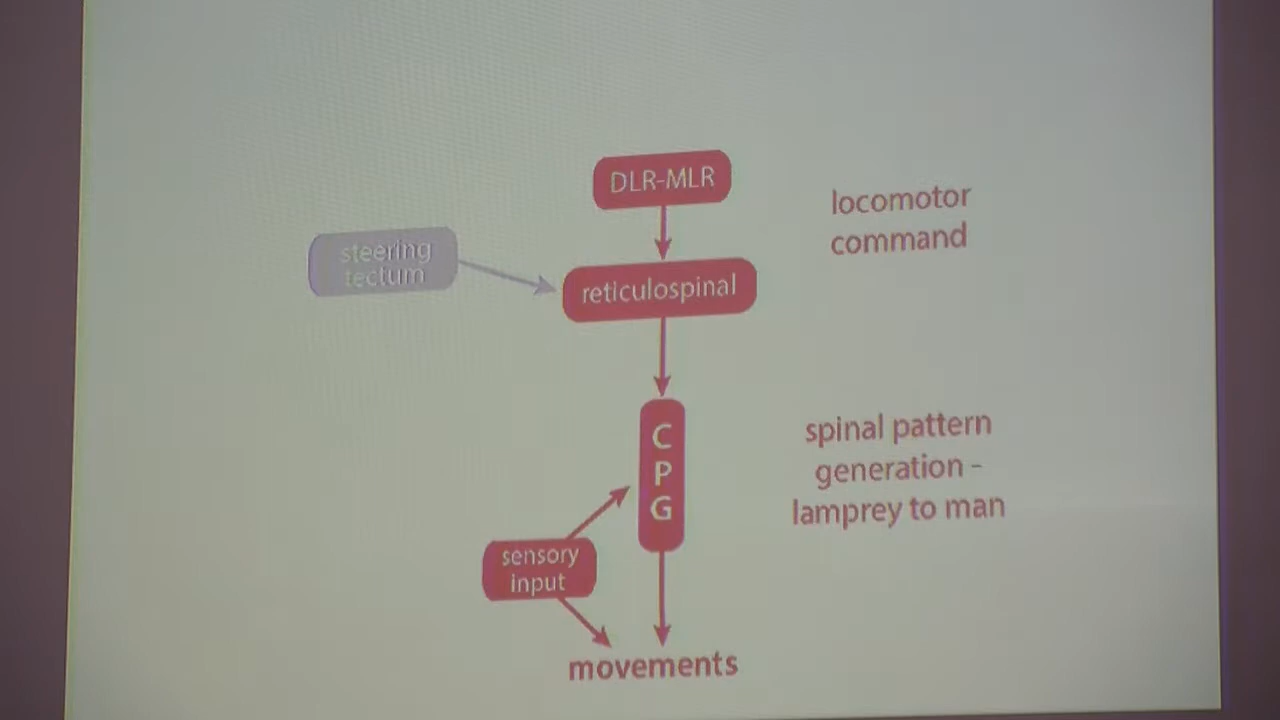 DLR-MLR
locomotor
command
steering
tectum
reticulospinal
C
P
G
spinal pattern
generation -
lamprey to man
sensory
input
movements